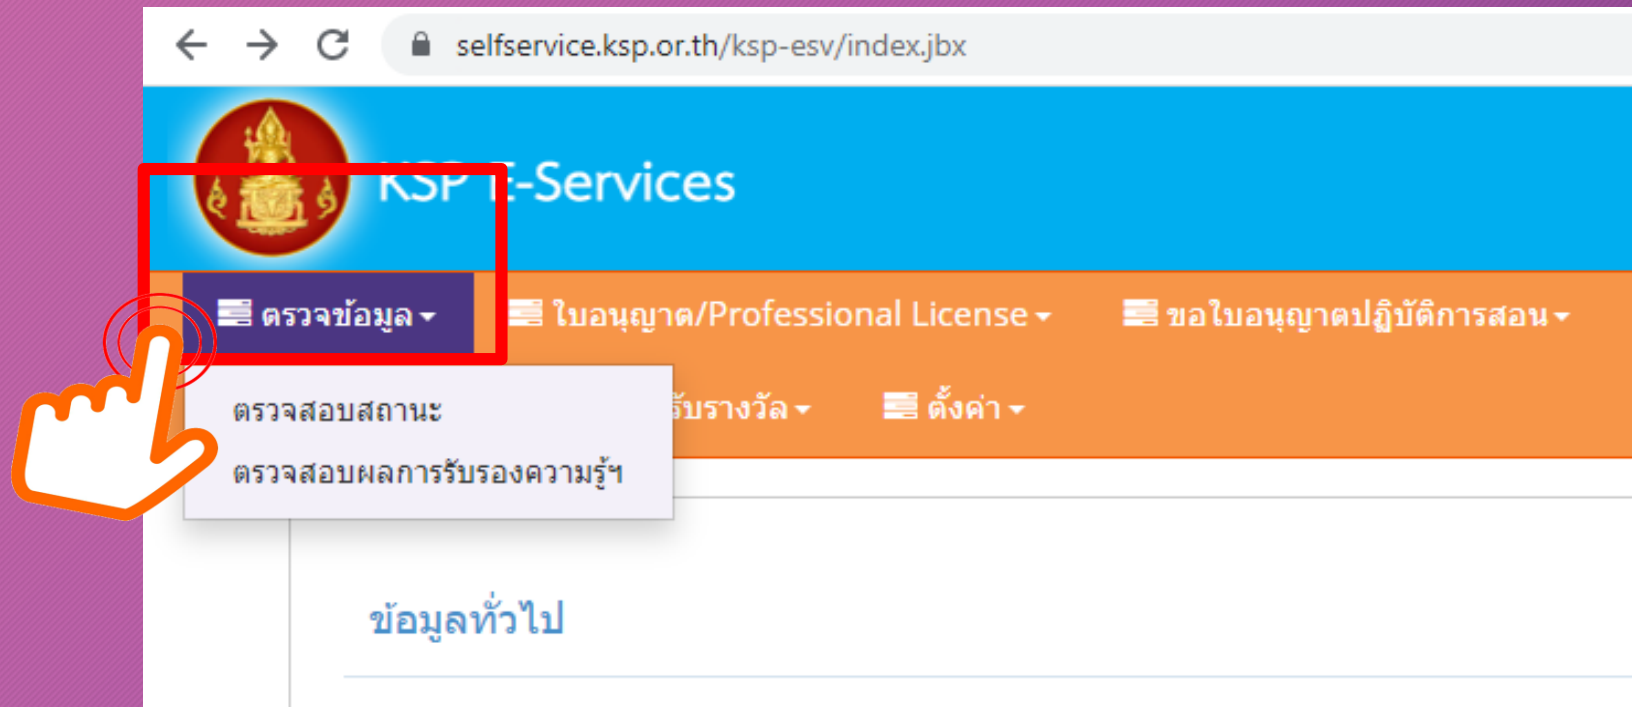 selfservice.ksp.or.th/ksp-esv/index.jbx
KSP E-Services
ตรวจข้อมูล ใบอนุญาต/Professional License ขอใบอนุญาตปฏิบัติการสอน
รับรางวัล ตั้งค่า
ตรวจสอบสถานะ
ตรวจสอบผลการรับรองความรู้ฯ
ข้อมูลทั่วไป